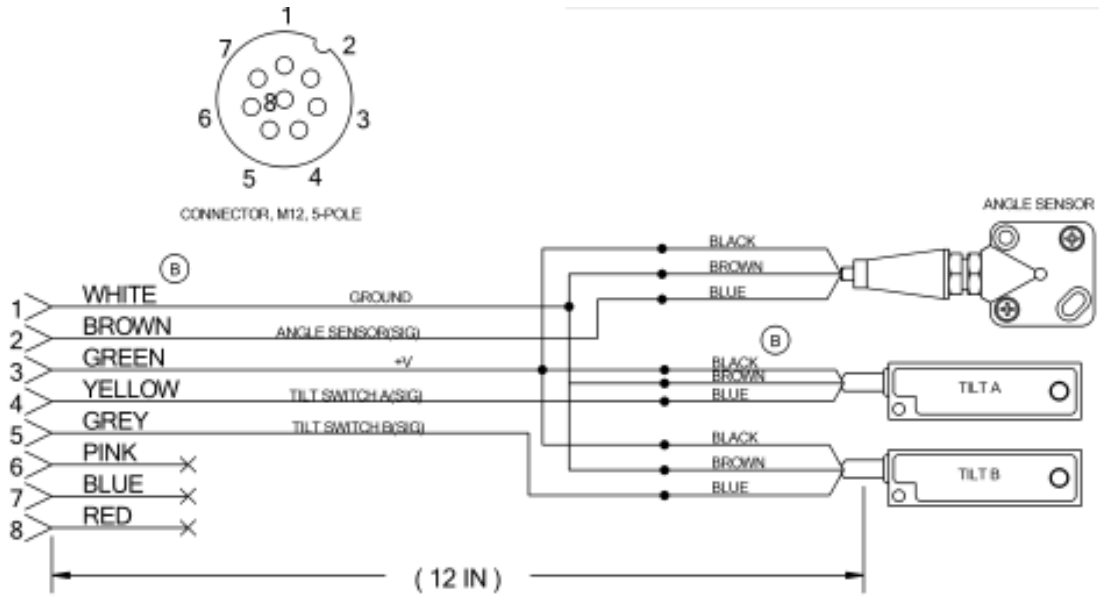 1
7 2
8
6 3
5 4
CONNECTOR, M12, 5-POLE
ANGLE SENSOR
BLACK
BROWN
BLUE
B
1 WHITE GROUND
2 BROWN ANGLE SENSOR(SIG)
3 GREEN +V
4 YELLOW TILT SWITCH A(SIG)
5 GREY TILT SWITCH B(SIG)
6 PINK
7 BLUE
8 RED
B
BLACK
BROWN
BLUE
TILT A
BLACK
BROWN
BLUE
TILT B
( 12 IN )